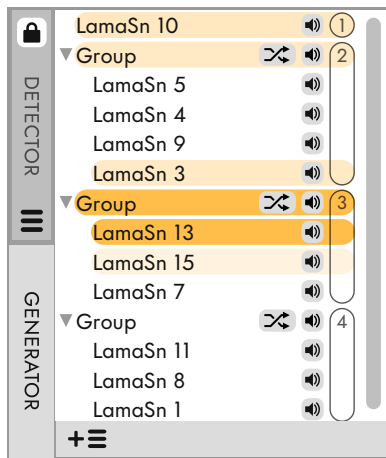 LamaSn 10 1
Group 2
LamaSn 5
LamaSn 4
LamaSn 9
LamaSn 3
Group 3
LamaSn 13
LamaSn 15
LamaSn 7
Group 4
LamaSn 11
LamaSn 8
LamaSn 1
DETECTOR
GENERATOR